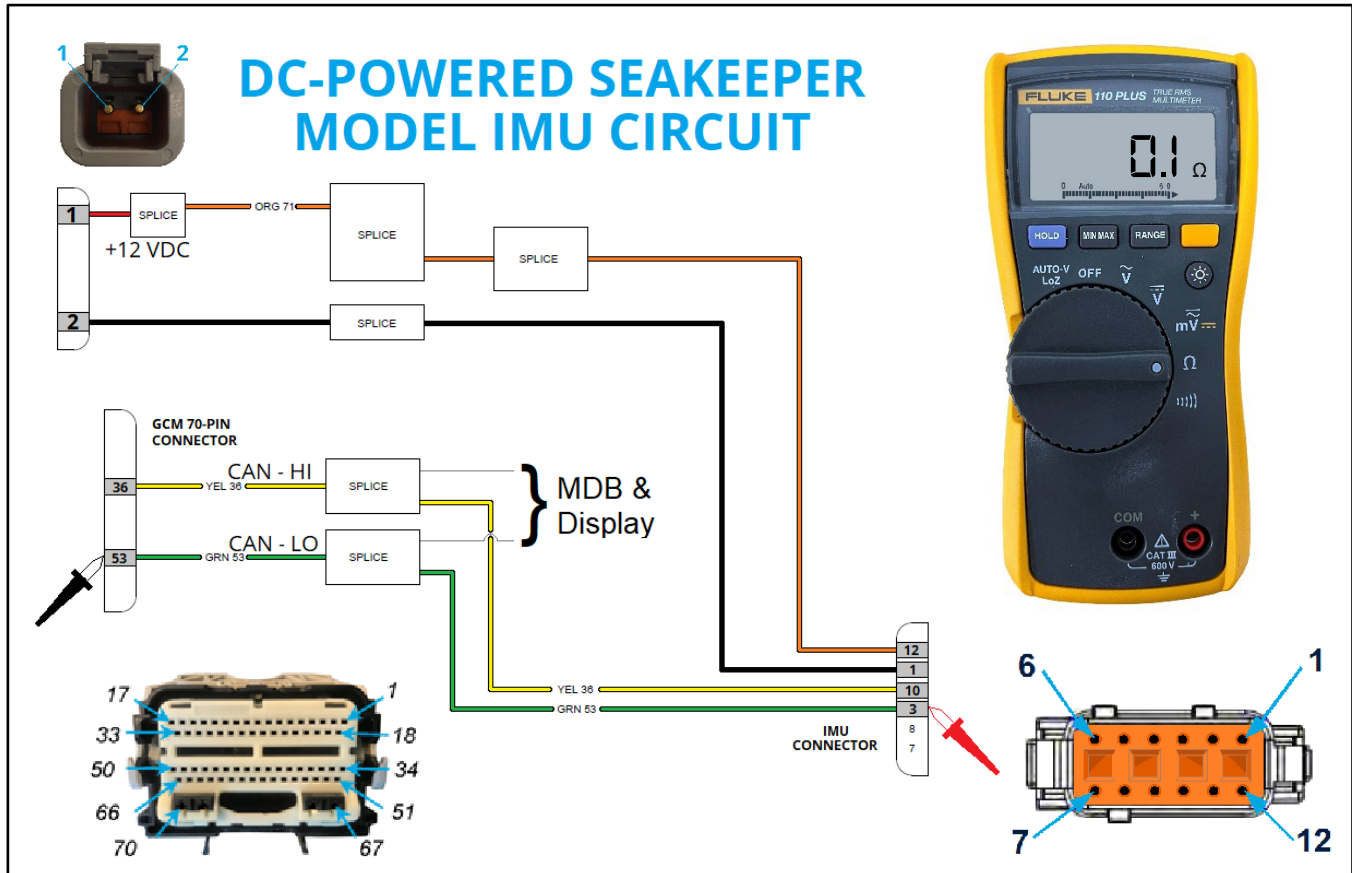 1 2
DC-POWERED SEAKEEPER
MODEL IMU CIRCUIT
1
SPLICE
ORG 71
SPLICE
+12 VDC
SPLICE
2
SPLICE
GCM 70-PIN
CONNECTOR
36
YEL 36
CAN - HI
SPLICE
53
GRN 53
CAN - LO
SPLICE
} MDB &
Display
12
1
YEL 36
10
GRN 53
3
8
7
IMU
CONNECTOR
17
1
33
18
50
34
66
51
70
67
FLUKE 110 PLUS TRUE RMS
MULTIMETER
0.1 Ω
0 Auto 6 0
HOLD MIN MAX RANGE
AUTO-V
LoZ
OFF
V
V
mV
Ω
COM +
CAT III
600 V
6
1
7
12